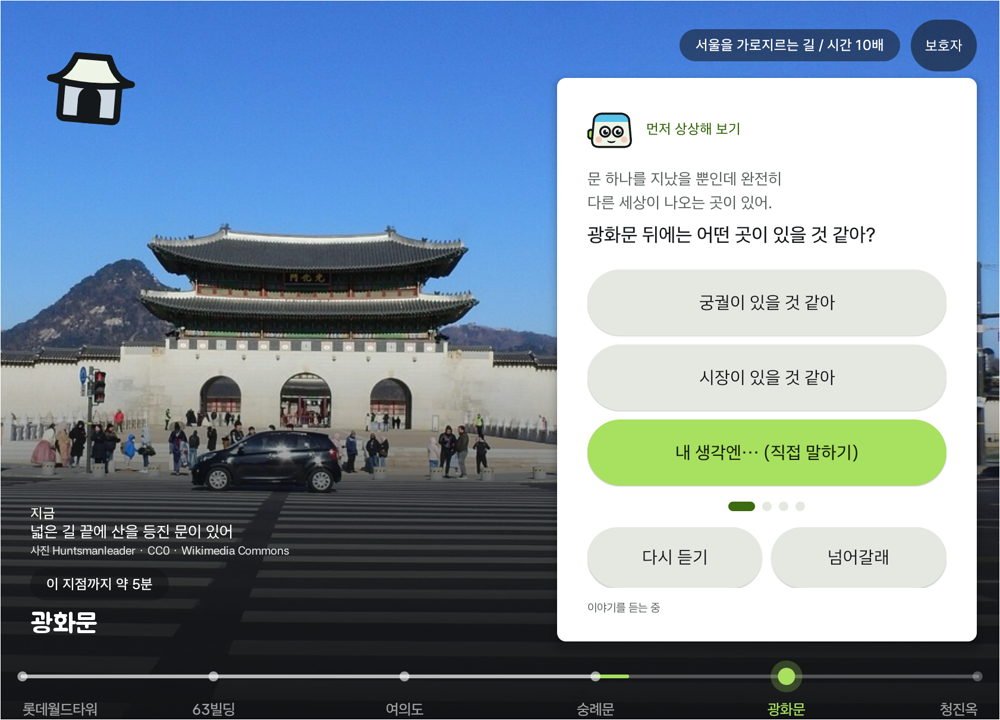 서울을 가로지르는 길 / 시간 10배
보호자
먼저 상상해 보기
문 하나를 지났을 뿐인데 완전히
다른 세상이 나오는 곳이 있어.
광화문 뒤에는 어떤 곳이 있을 것 같아?
궁궐이 있을 것 같아
시장이 있을 것 같아
내 생각엔… (직접 말하기)
다시 듣기
넘어갈래
이야기를 듣는 중
門化光
지금
넓은 길 끝에 산을 등진 문이 있어
사진 Huntsmanleader · CC0 · Wikimedia Commons
이 지점까지 약 5분
광화문
롯데월드타워
63빌딩
여의도
숭례문
광화문
청진옥